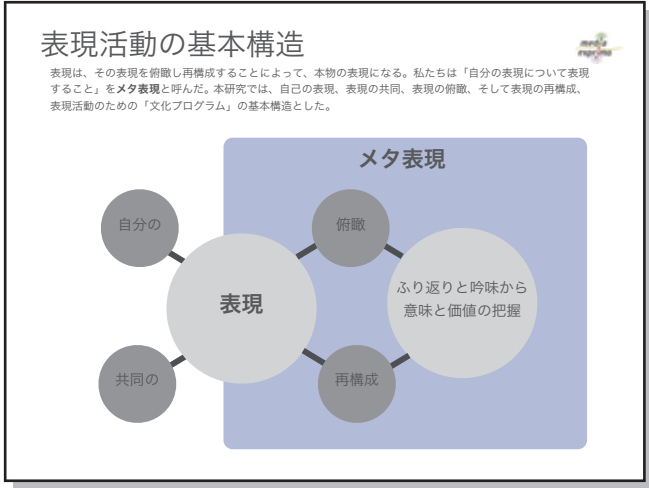 表現活動の基本構造
media
exprimo
表現は、その表現を俯瞰し再構成することによって、本物の表現になる。私たちは「自分の表現について表現
すること」をメタ表現と呼んだ。本研究では、自己の表現、表現の共同、表現の俯瞰、そして表現の再構成、
表現活動のための「文化プログラム」の基本構造とした。
メタ表現
自分の
俯瞰
表現
ふり返りと吟味から
意味と価値の把握
共同の
再構成